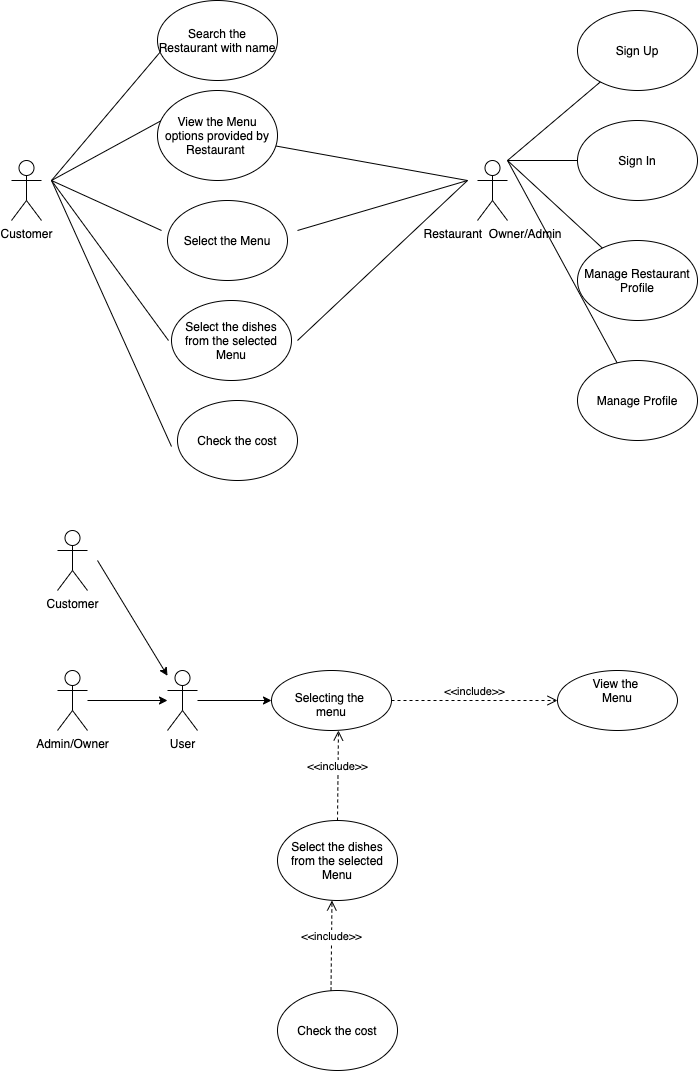 Search the
Restaurant with name
Sign Up
View the Menu
options provided by
Restaurant
Sign In
Customer
Restaurant Owner/Admin
Select the Menu
Manage Restaurant
Profile
Select the dishes
from the selected
Menu
Manage Profile
Check the cost
Customer
Selecting the
menu
<<include>>
View the
Menu
Admin/Owner
User
<<include>>
Select the dishes
from the selected
Menu
<<include>>
Check the cost